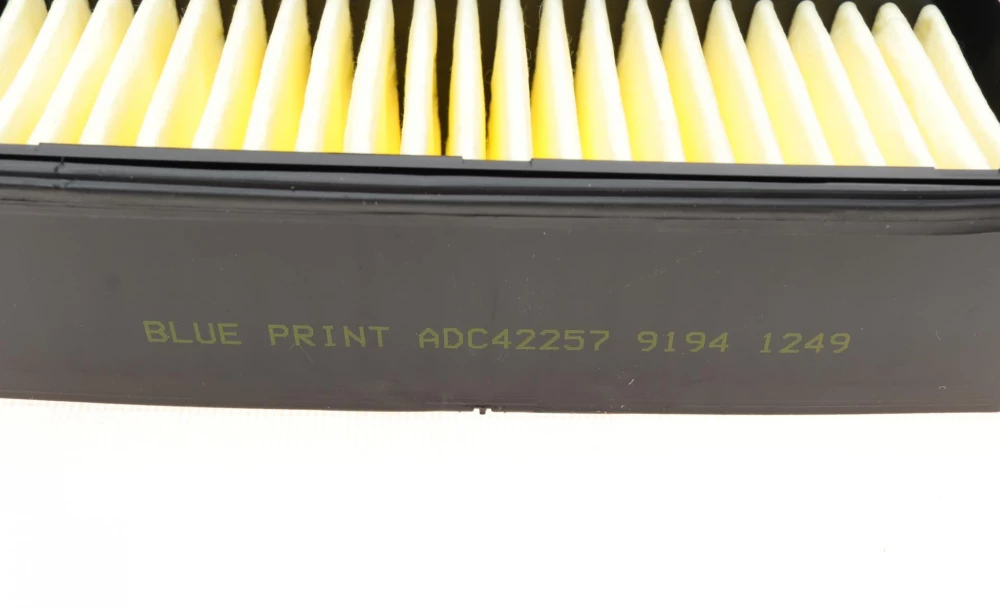 BLUE PRINT ADC42257 9194 1249